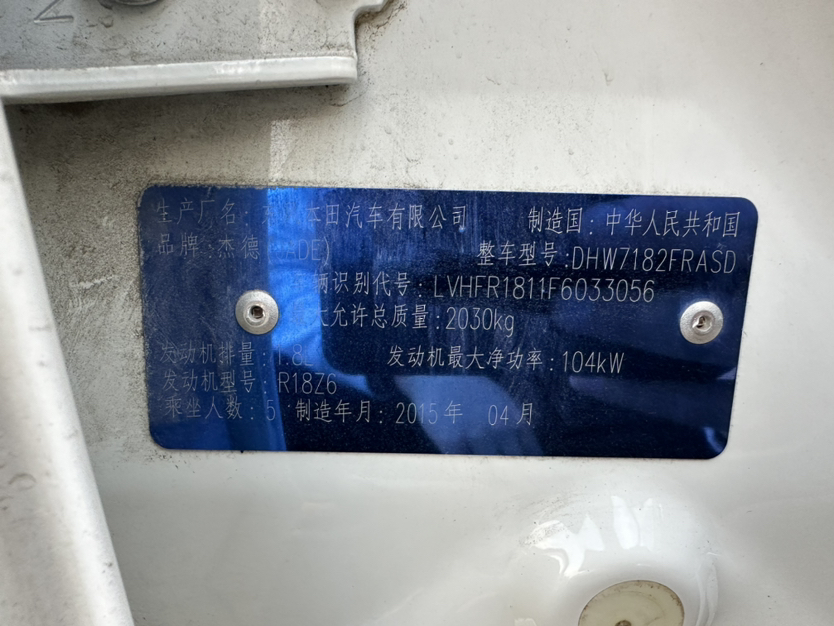 生产厂名: 本田汽车有限公司 制造国: 中华人民共和国
品牌: 杰德( ADE) 整车型号:DHW7182FRASD
车辆识别代号: LVHFR1811F6033056
最大允许总质量:2030kg
发动机排量: 1.8L 发动机最大净功率: 104kW
发动机型号: R18Z6
乘坐人数: 5 制造年月: 2015年 04月